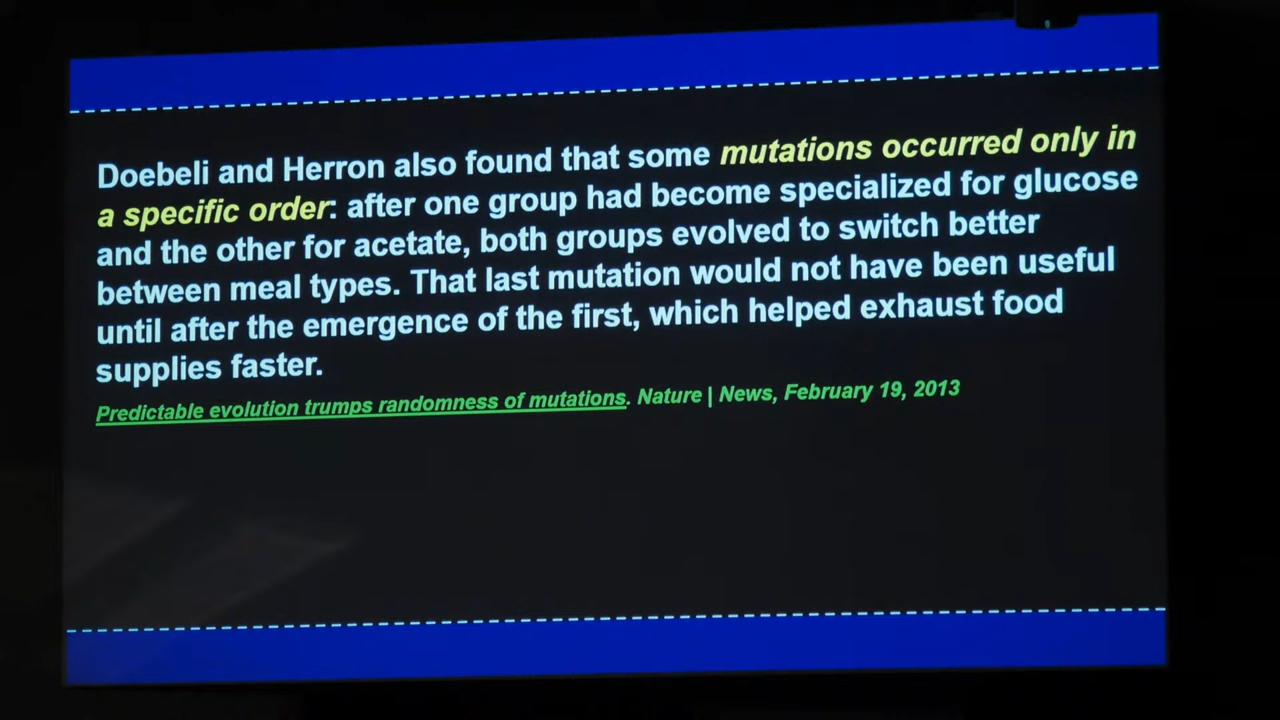 Doebeli and Herron also found that some mutations occurred only in
a specific order: after one group had become specialized for glucose
and the other for acetate, both groups evolved to switch better
between meal types. That last mutation would not have been useful
until after the emergence of the first, which helped exhaust food
supplies faster.
Predictable evolution trumps randomness of mutations. Nature | News, February 19, 2013